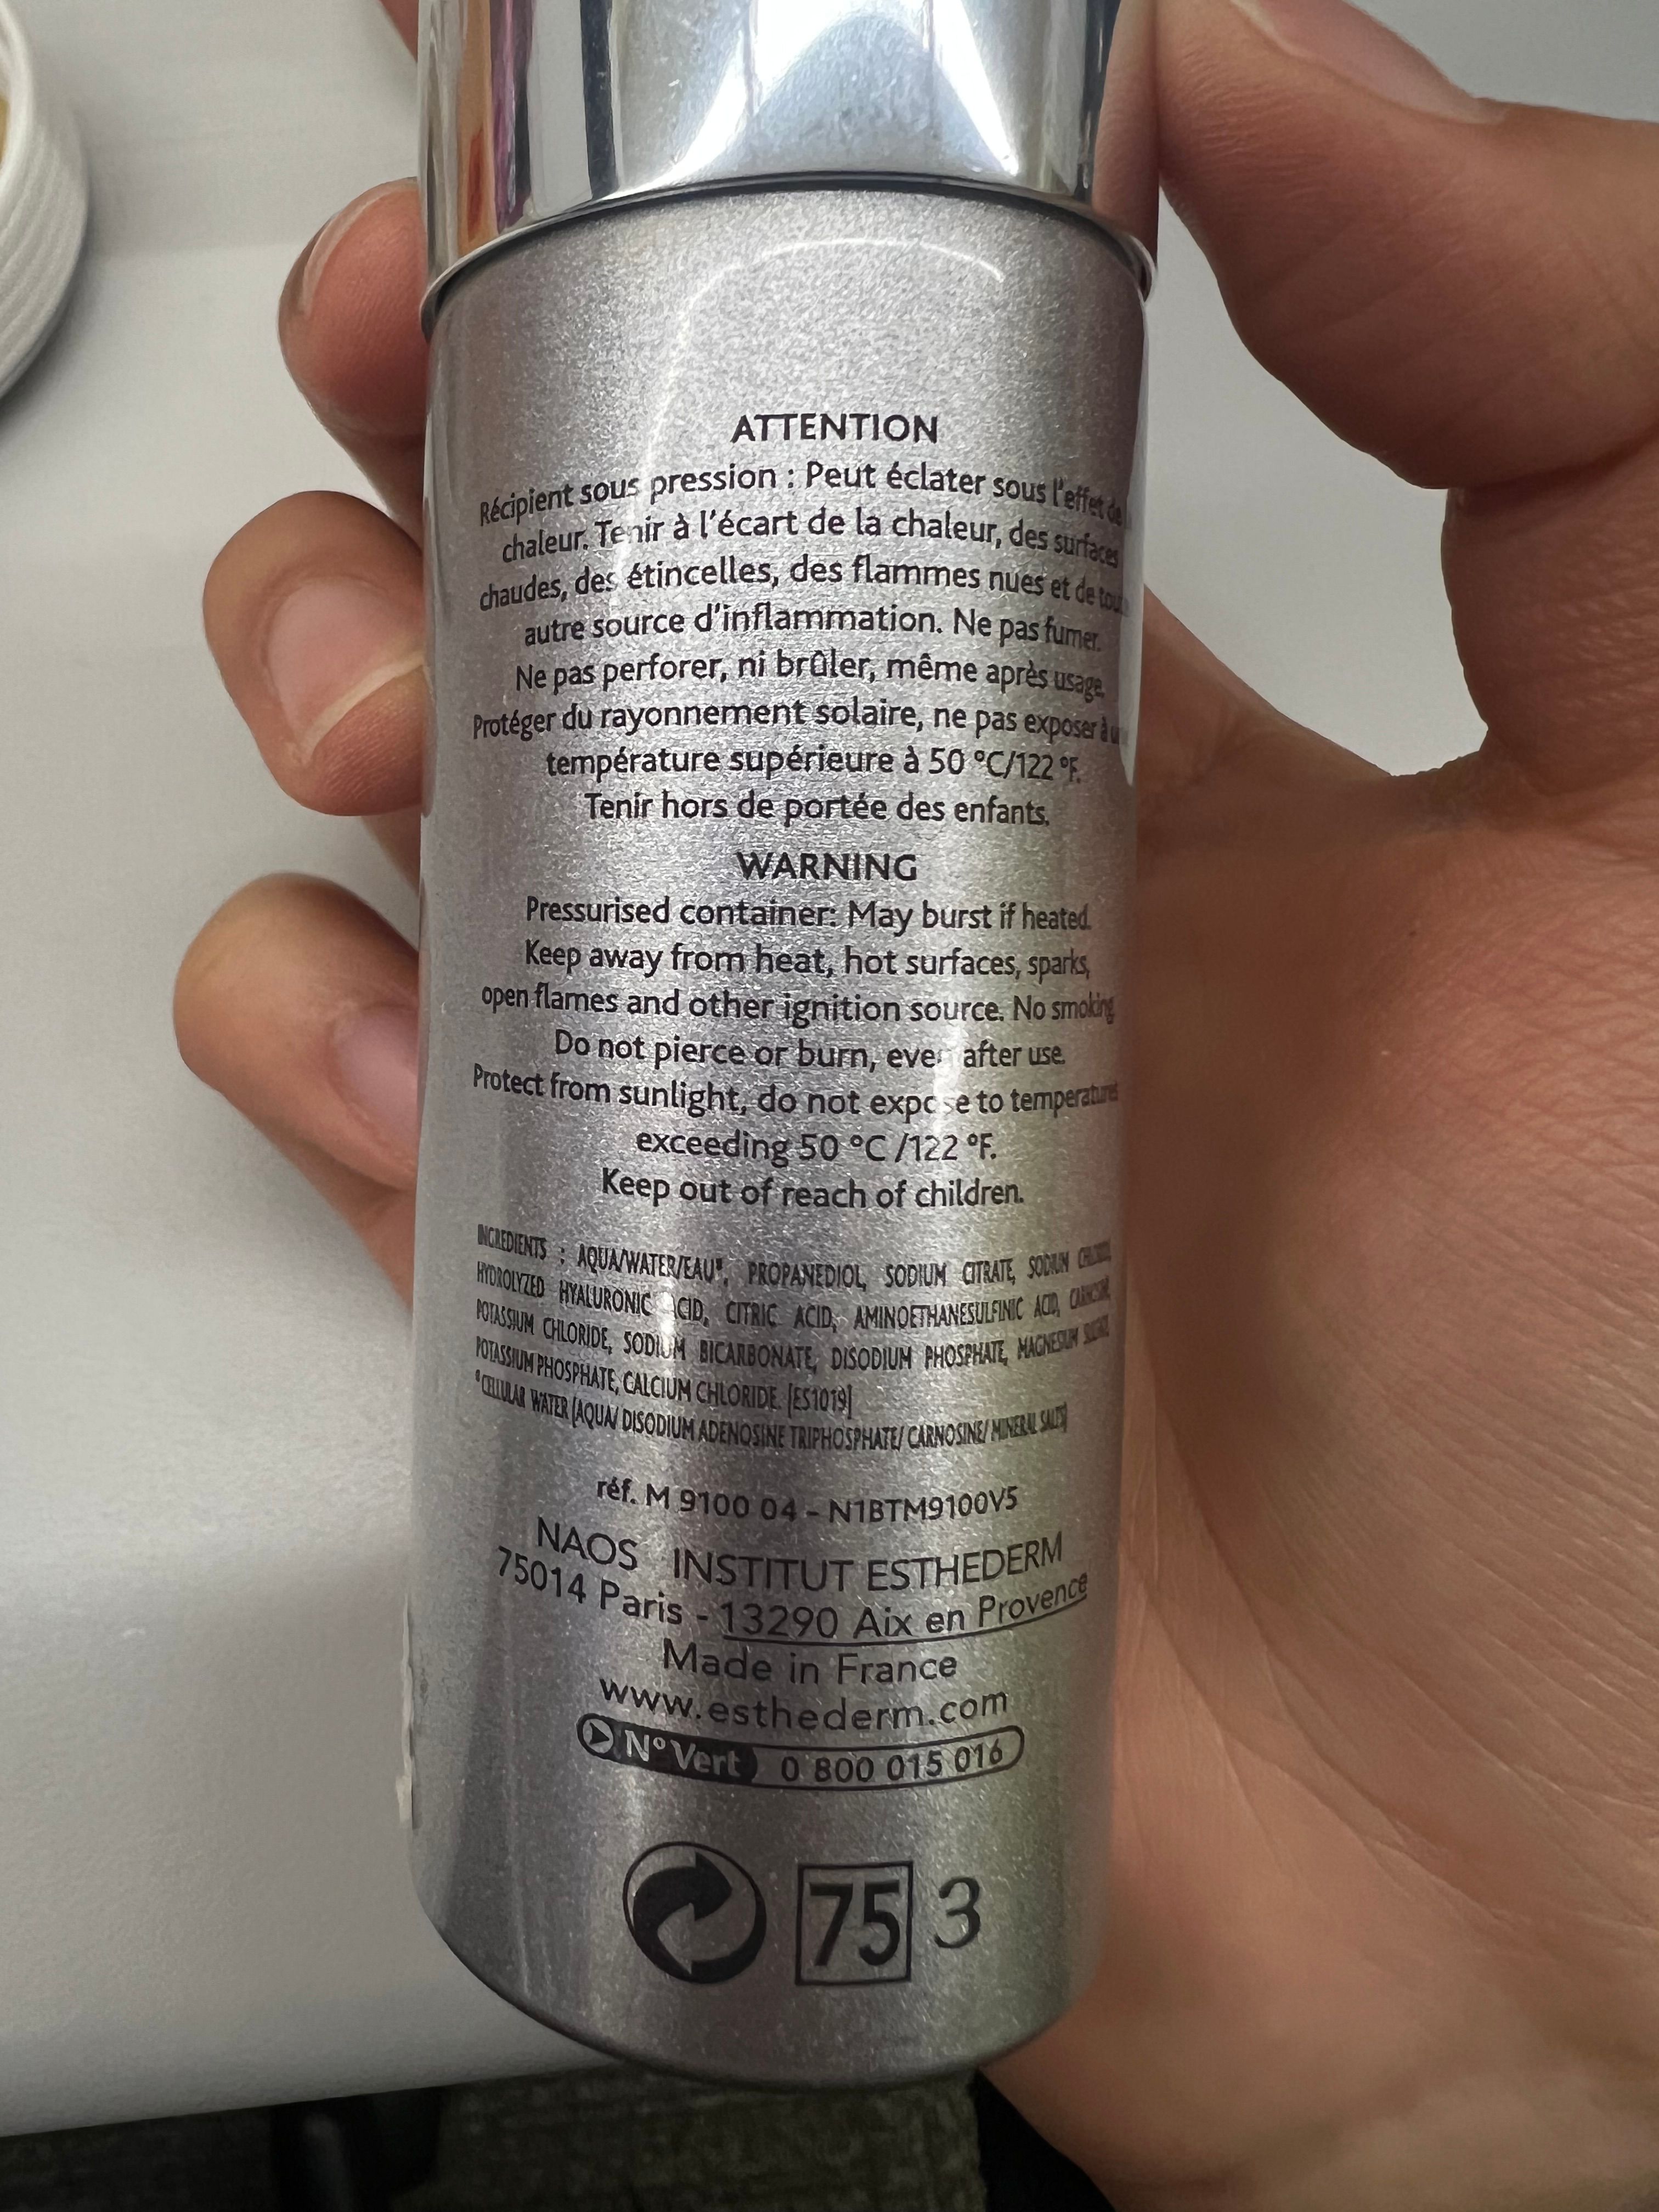 ATTENTION
Récipient sous pression : Peut éclater sous l'effet de
chaleur. Tenir à l'écart de la chaleur, des surfaces
chaudes, des étincelles, des flammes nues et de
autre source d'inflammation. Ne pas fumer.
Ne pas perforer, ni brûler, même après usage.
Protéger du rayonnement solaire, ne pas exposer à
température supérieure à 50 °C/122 °F.
Tenir hors de portée des enfants.
WARNING
Pressurised container: May burst if heated.
Keep away from heat, hot surfaces, sparks,
open flames and other ignition source. No smoking.
Do not pierce or burn, even after use.
Protect from sunlight, do not expose to temperatures
exceeding 50 °C /122 °F.
Keep out of reach of children.
INGREDIENTS : AQUA/WATER/EAU*, PROPANEDIOL, SODIUM CITRATE, SODIUM CHLORIDE,
HYDROLYZED HYALURONIC ACID, CITRIC ACID, AMINOETHANESULFINIC ACID, CARNOSINE,
POTASSIUM CHLORIDE, SODIUM BICARBONATE, DISODIUM PHOSPHATE, MAGNESIUM SULFATE,
POTASSIUM PHOSPHATE, CALCIUM CHLORIDE. [ES1019]
*CELLULAR WATER [AQUA/ DISODIUM ADENOSINE TRIPHOSPHATE/ CARNOSINE/ MINERAL SALTS]
réf. M 9100 04 - N1BTM9100V5
NAOS INSTITUT ESTHEDERM
75014 Paris - 13290 Aix en Provence
Made in France
www.esthederm.com
N° Vert 0 800 015 016
75 3